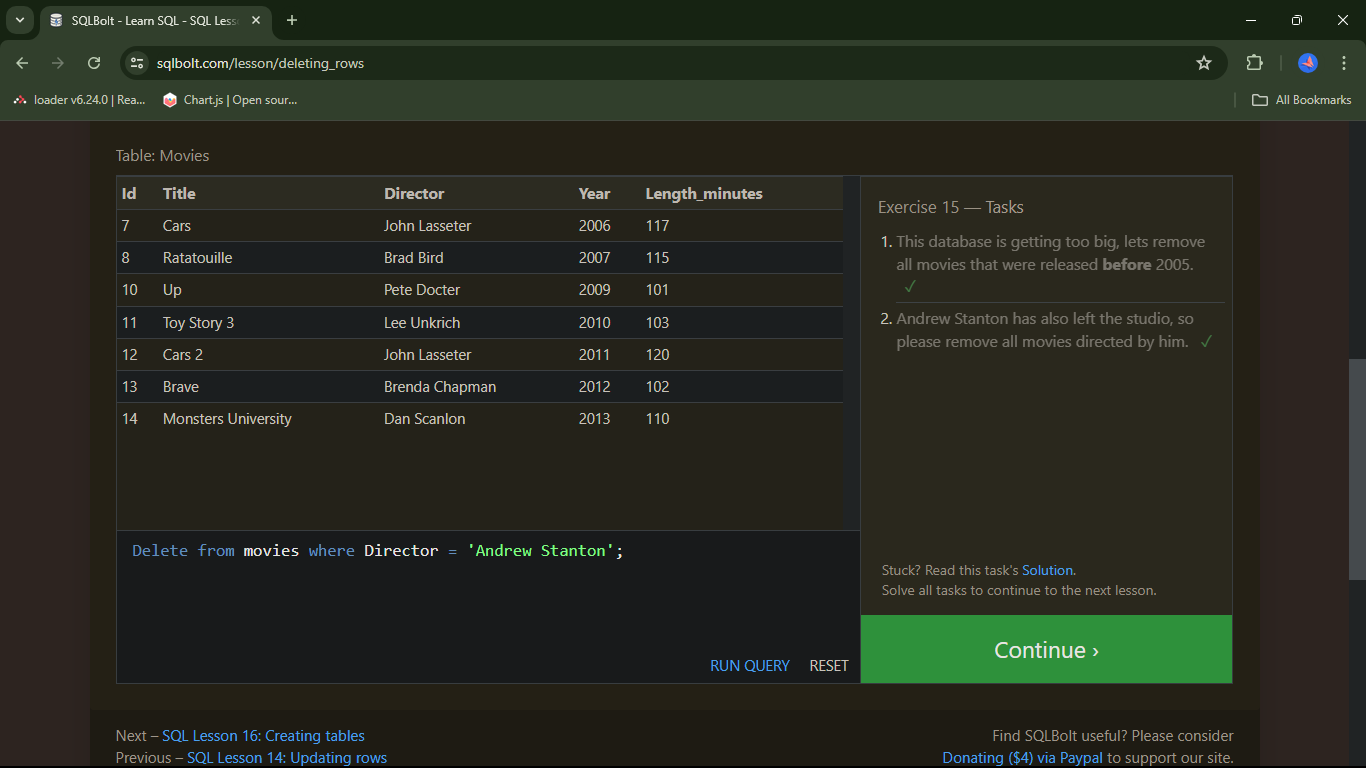 SQLBolt - Learn SQL - SQL Less
sqlbolt.com/lesson/deleting_rows
loader v6.24.0 | Rea... Chart.js | Open sour... All Bookmarks
Table: Movies
Id Title Director Year Length_minutes
7 Cars John Lasseter 2006 117
8 Ratatouille Brad Bird 2007 115
10 Up Pete Docter 2009 101
11 Toy Story 3 Lee Unkrich 2010 103
12 Cars 2 John Lasseter 2011 120
13 Brave Brenda Chapman 2012 102
14 Monsters University Dan Scanlon 2013 110
Delete from movies where Director = 'Andrew Stanton';
RUN QUERY RESET
Exercise 15 — Tasks
1. This database is getting too big, lets remove
all movies that were released before 2005.
✓
2. Andrew Stanton has also left the studio, so
please remove all movies directed by him. ✓
Stuck? Read this task's Solution.
Solve all tasks to continue to the next lesson.
Continue ›
Next – SQL Lesson 16: Creating tables
Previous – SQL Lesson 14: Updating rows
Find SQLBolt useful? Please consider
Donating ($4) via Paypal to support our site.